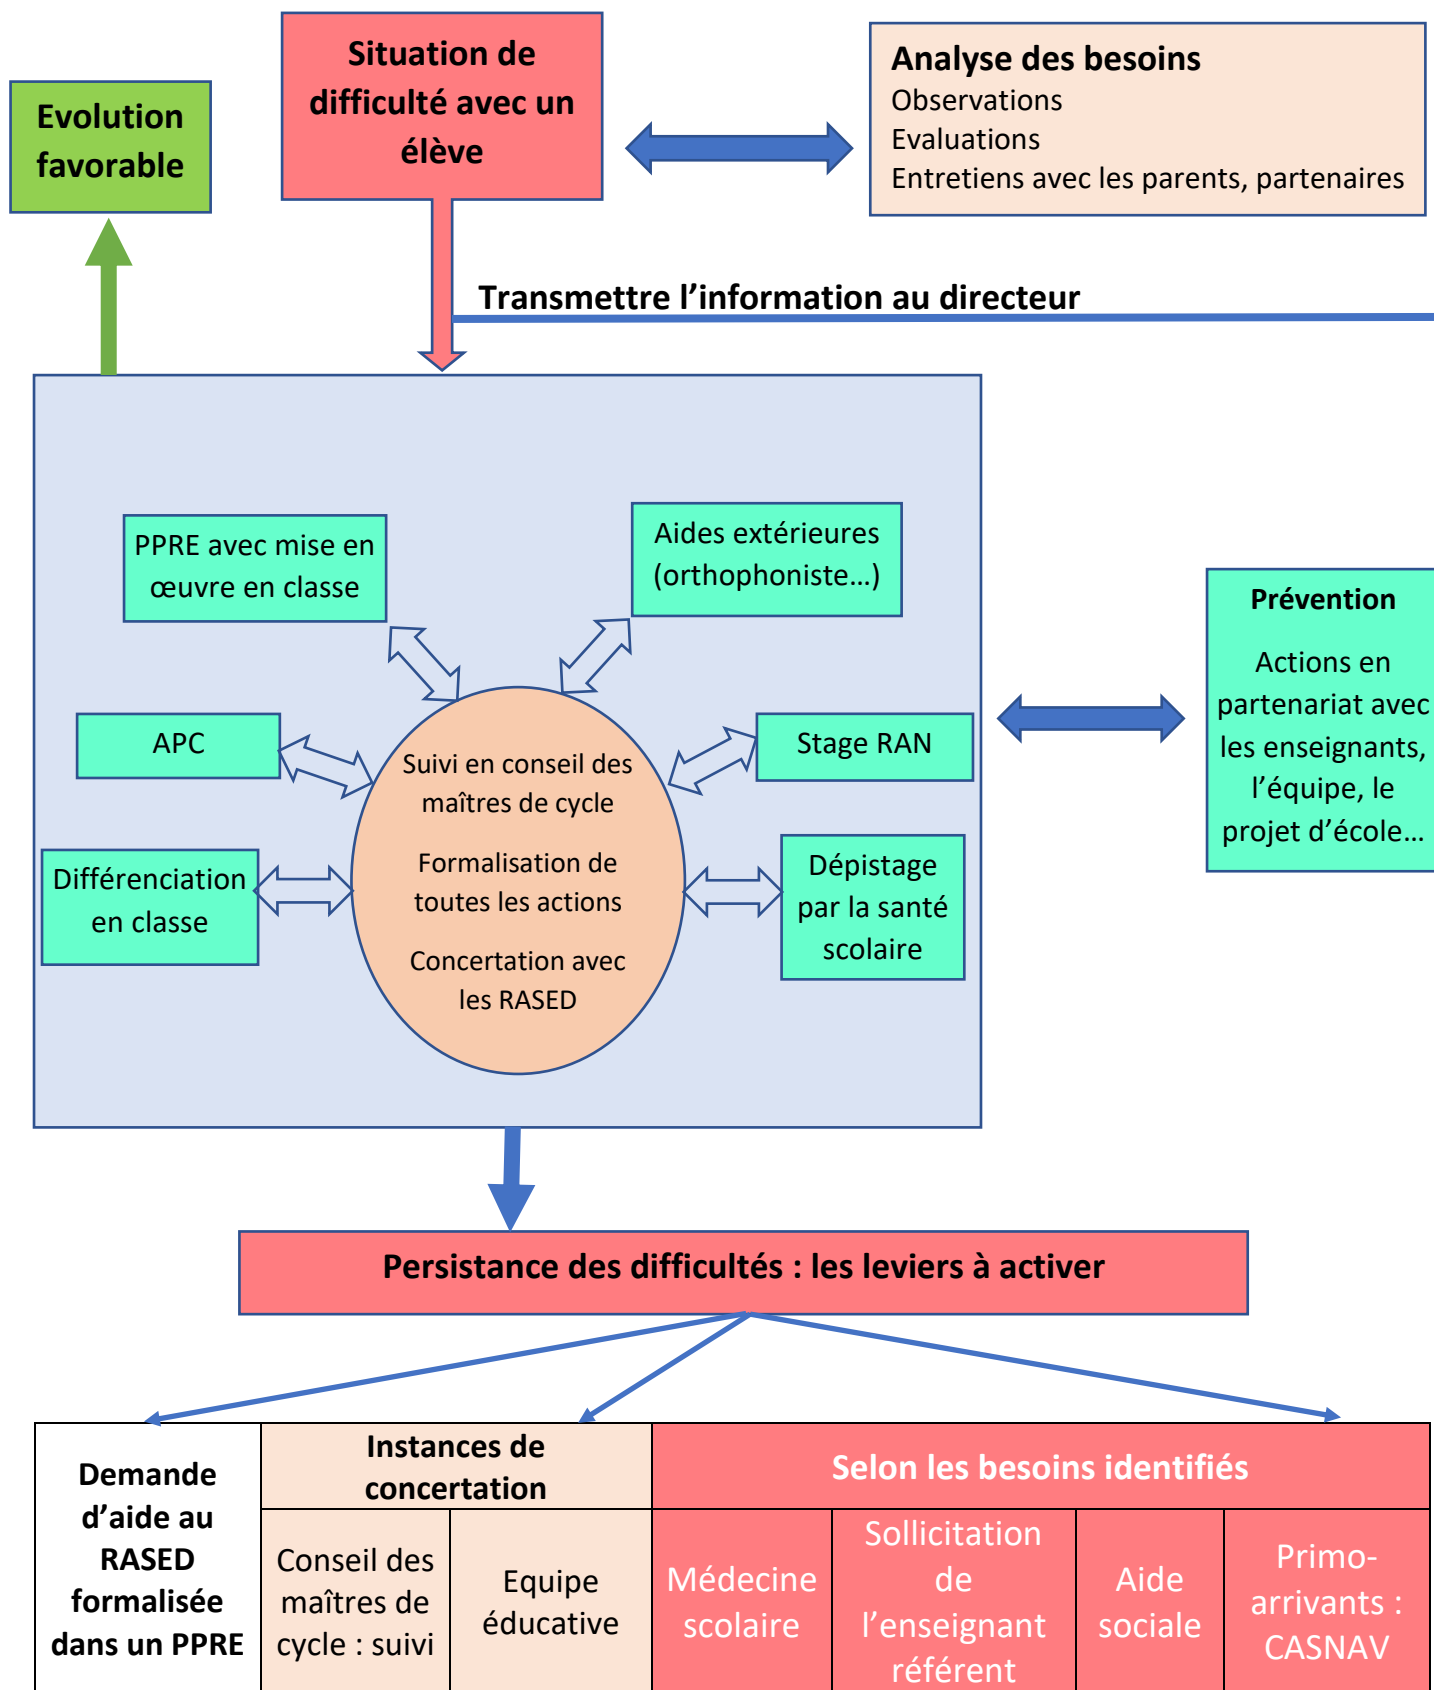 Situation de
difficulté avec un
élève
Analyse des besoins
Observations
Evaluations
Entretiens avec les parents, partenaires
Evolution
favorable
Transmettre l’information au directeur
PPRE avec mise en
œuvre en classe
Aides extérieures
(orthophoniste…)
APC
Stage RAN
Différenciation
en classe
Dépistage
par la santé
scolaire
Suivi en conseil des
maîtres de cycle
Formalisation de
toutes les actions
Concertation avec
les RASED
Prévention
Actions en
partenariat avec
les enseignants,
l’équipe, le
projet d’école…
Persistance des difficultés : les leviers à activer
Demande
d’aide au
RASED
formalisée
dans un PPRE
Instances de
concertation
Selon les besoins identifiés
Conseil des
maîtres de
cycle : suivi
Equipe
éducative
Médecine
scolaire
Sollicitation
de
l’enseignant
référent
Aide
sociale
Primo-
arrivants :
CASNAV